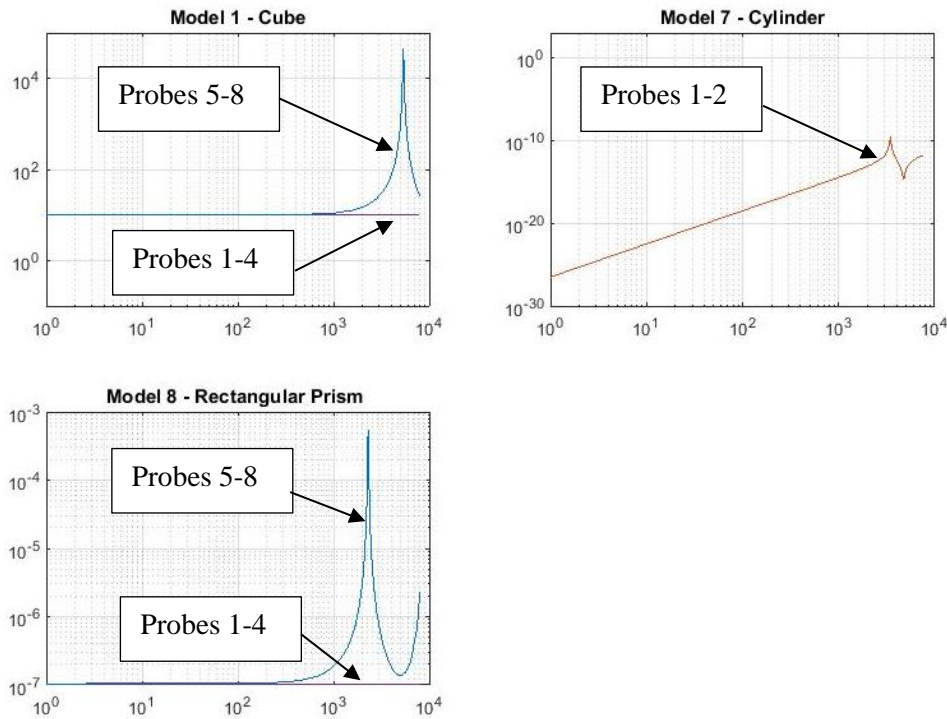 Model 1 - Cube
10^4
10^2
10^0
10^0 10^1 10^2 10^3 10^4
Probes 5-8
Probes 1-4
Model 7 - Cylinder
10^0
10^-10
10^-20
10^-30
10^0 10^1 10^2 10^3 10^4
Probes 1-2
Model 8 - Rectangular Prism
10^-3
10^-4
10^-5
10^-6
10^-7
10^0 10^1 10^2 10^3 10^4
Probes 5-8
Probes 1-4